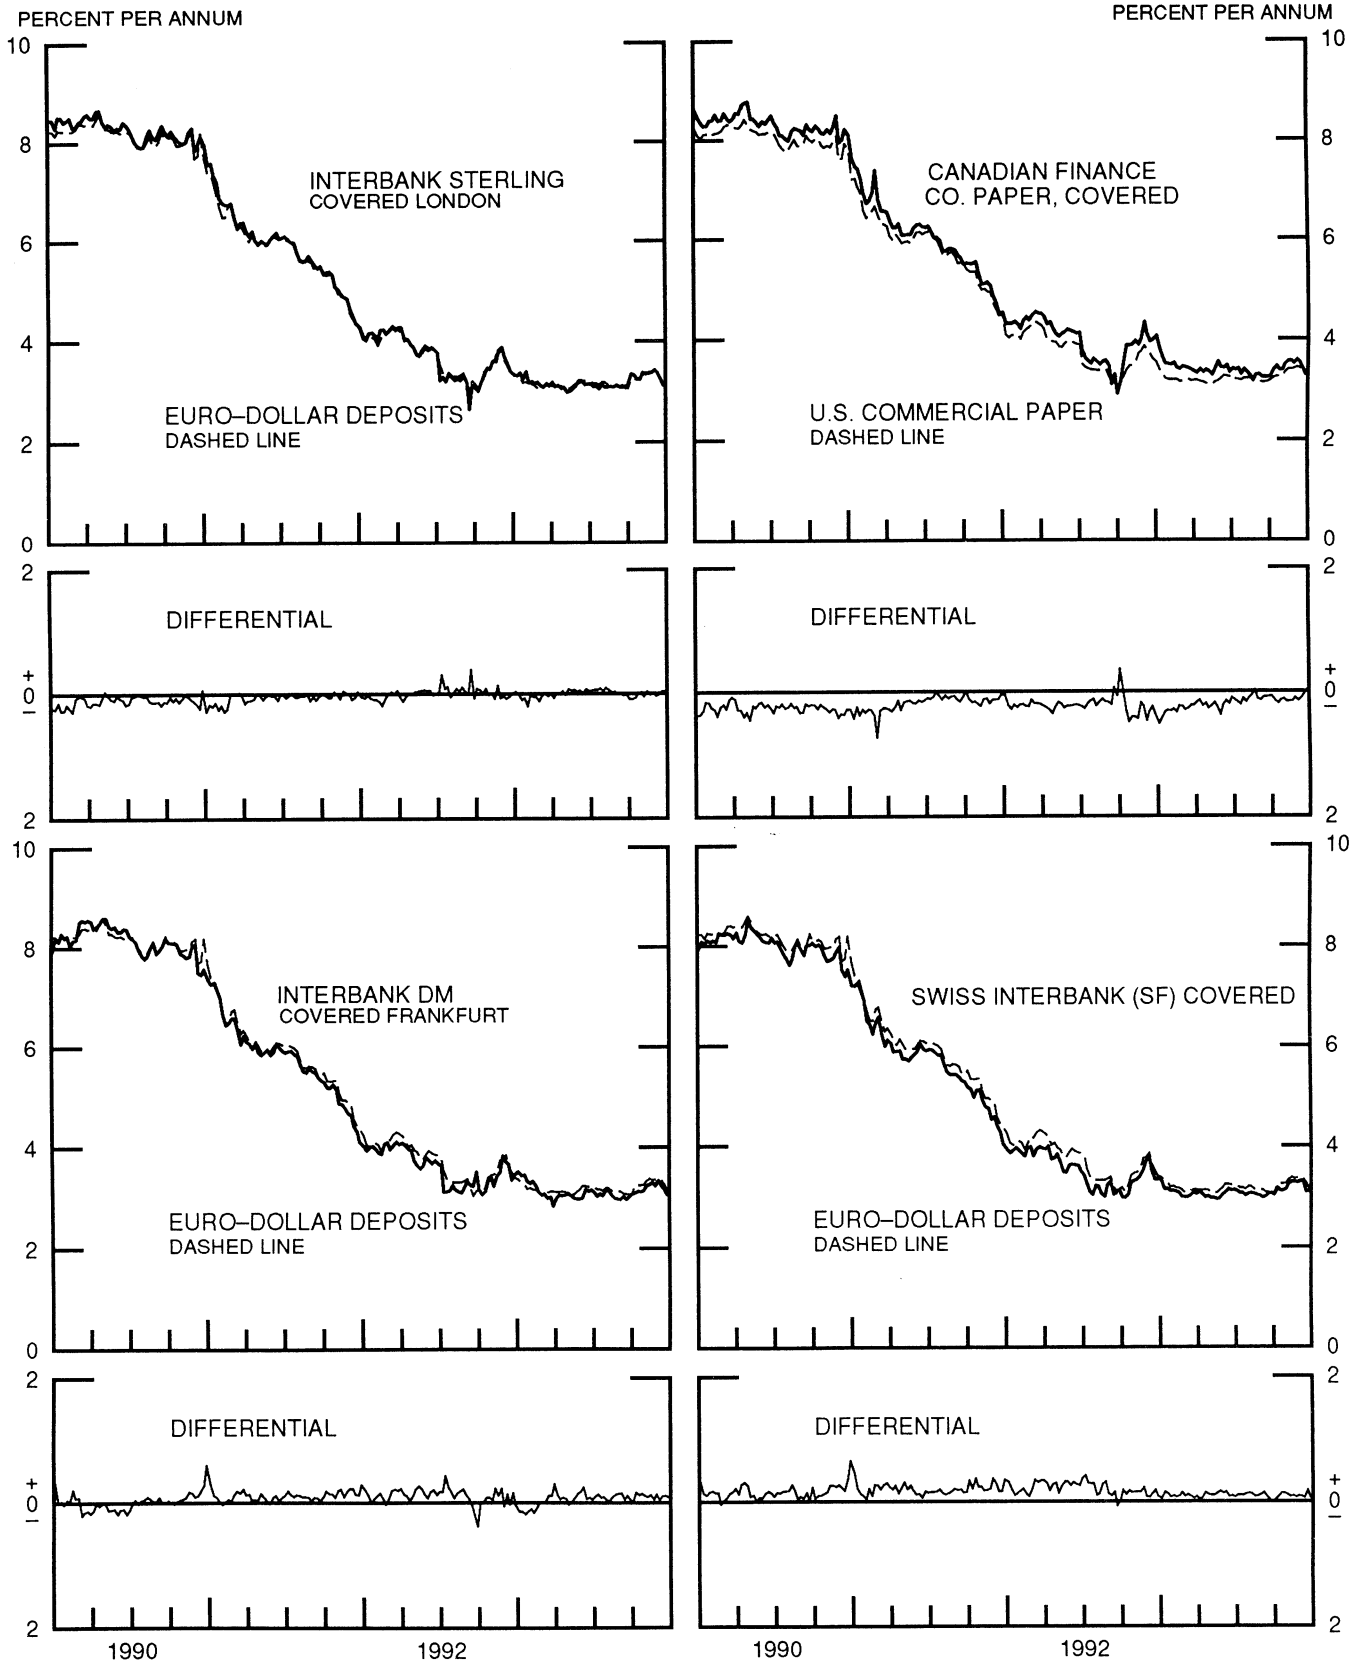 PERCENT PER ANNUM
10
8
6
4
2
0
INTERBANK STERLING
COVERED LONDON
EURO–DOLLAR DEPOSITS
DASHED LINE
2
DIFFERENTIAL
+
0
–
2
PERCENT PER ANNUM
10
8
6
4
2
0
CANADIAN FINANCE
CO. PAPER, COVERED
U.S. COMMERCIAL PAPER
DASHED LINE
2
DIFFERENTIAL
+
0
–
2
10
8
6
4
2
0
INTERBANK DM
COVERED FRANKFURT
EURO–DOLLAR DEPOSITS
DASHED LINE
2
DIFFERENTIAL
+
0
–
2
1990
1992
10
8
6
4
2
0
SWISS INTERBANK (SF) COVERED
EURO–DOLLAR DEPOSITS
DASHED LINE
2
DIFFERENTIAL
+
0
–
2
1990
1992